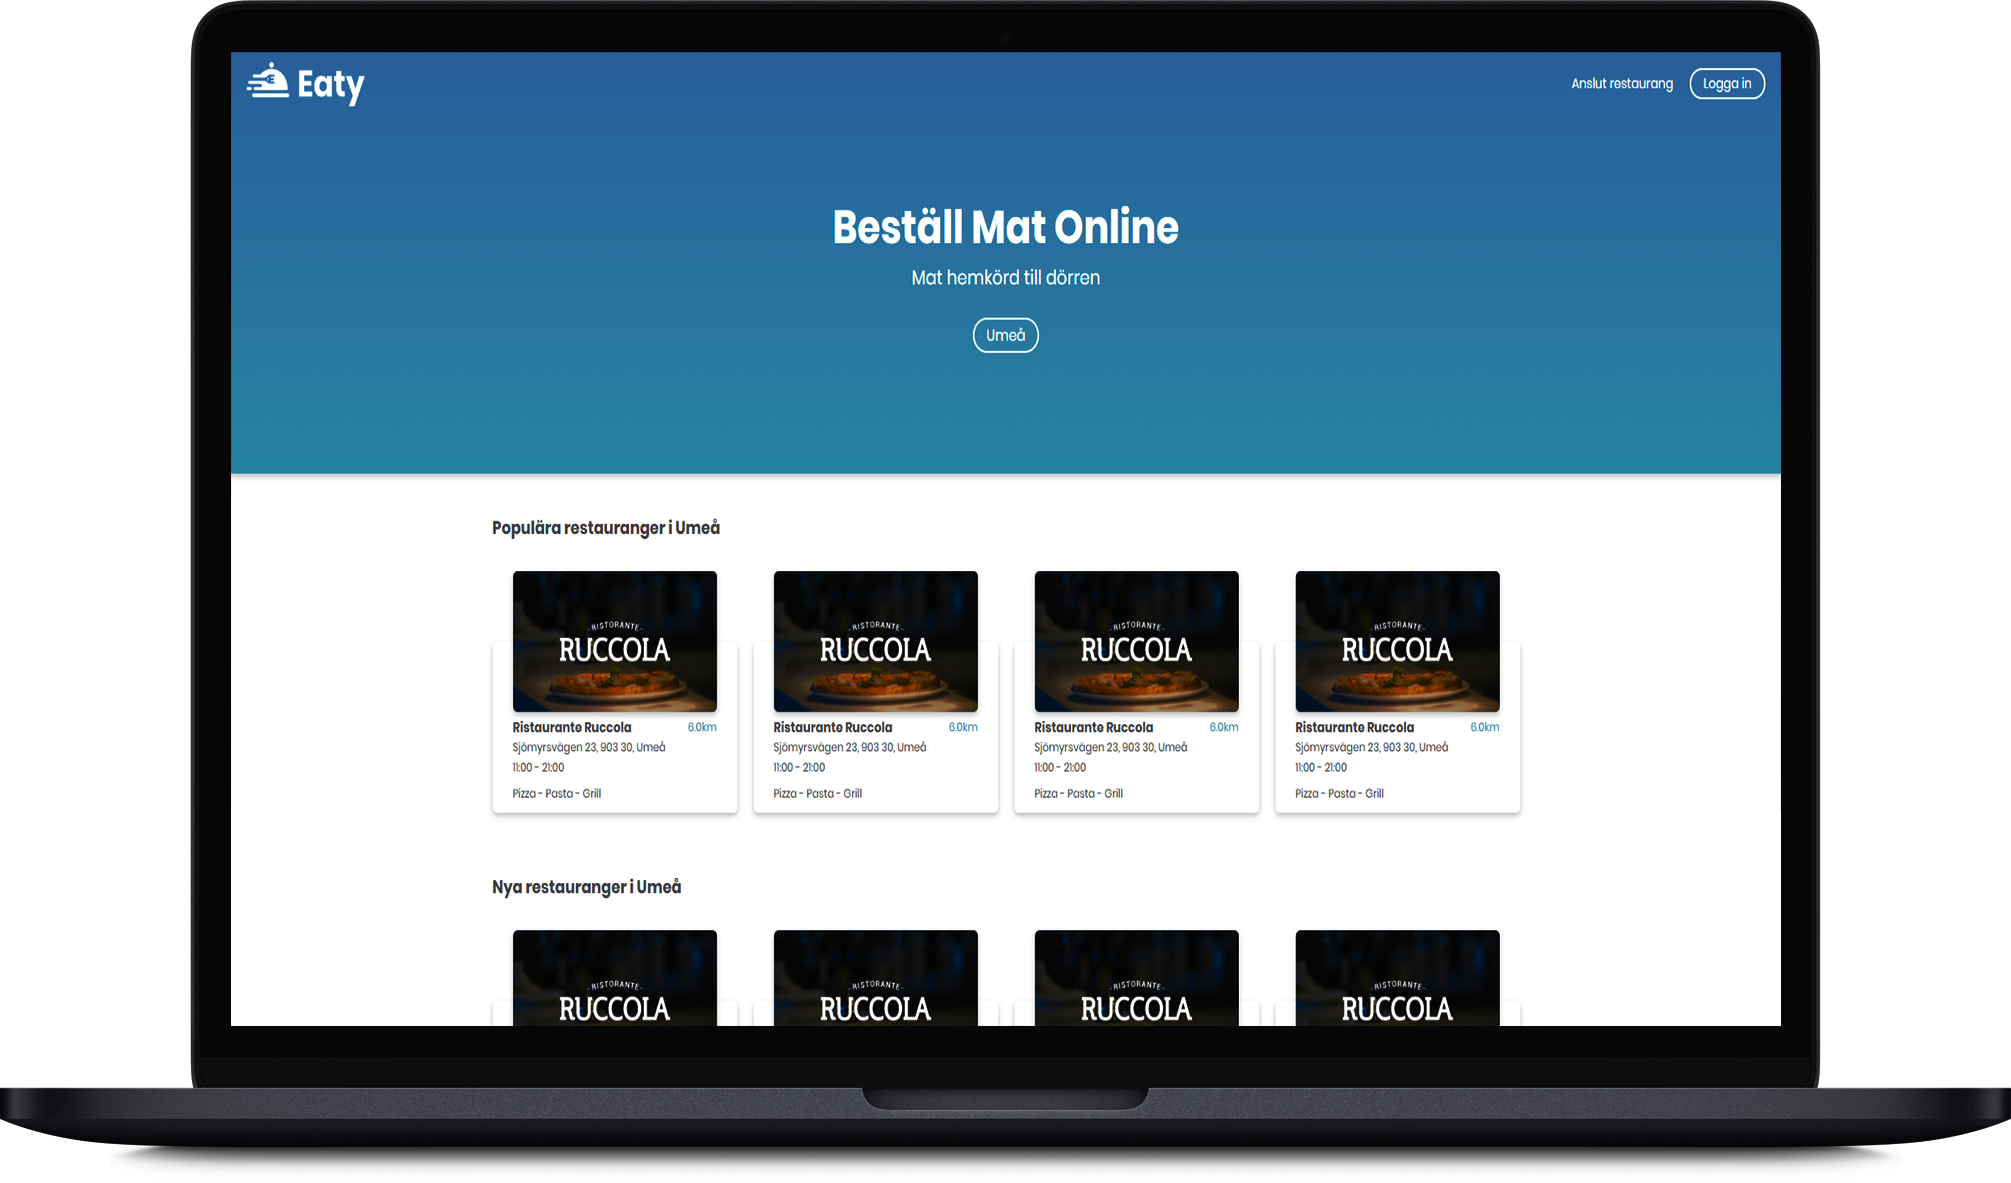 Eaty
Anslut restaurang
Logga in
Beställ Mat Online
Mat hemkörd till dörren
Umeå
Populära restauranger i Umeå
RISTORANTE RISTORANTE RISTORANTE RISTORANTE
RUCCOLA RUCCOLA RUCCOLA RUCCOLA
Ristaurante Ruccola 6.0km Ristaurante Ruccola 6.0km Ristaurante Ruccola 6.0km Ristaurante Ruccola 6.0km
Sjömyrsvägen 23, 903 30, Umeå Sjömyrsvägen 23, 903 30, Umeå Sjömyrsvägen 23, 903 30, Umeå Sjömyrsvägen 23, 903 30, Umeå
11:00 - 21:00 11:00 - 21:00 11:00 - 21:00 11:00 - 21:00
Pizza - Pasta - Grill Pizza - Pasta - Grill Pizza - Pasta - Grill Pizza - Pasta - Grill
Nya restauranger i Umeå
RISTORANTE RISTORANTE RISTORANTE RISTORANTE
RUCCOLA RUCCOLA RUCCOLA RUCCOLA